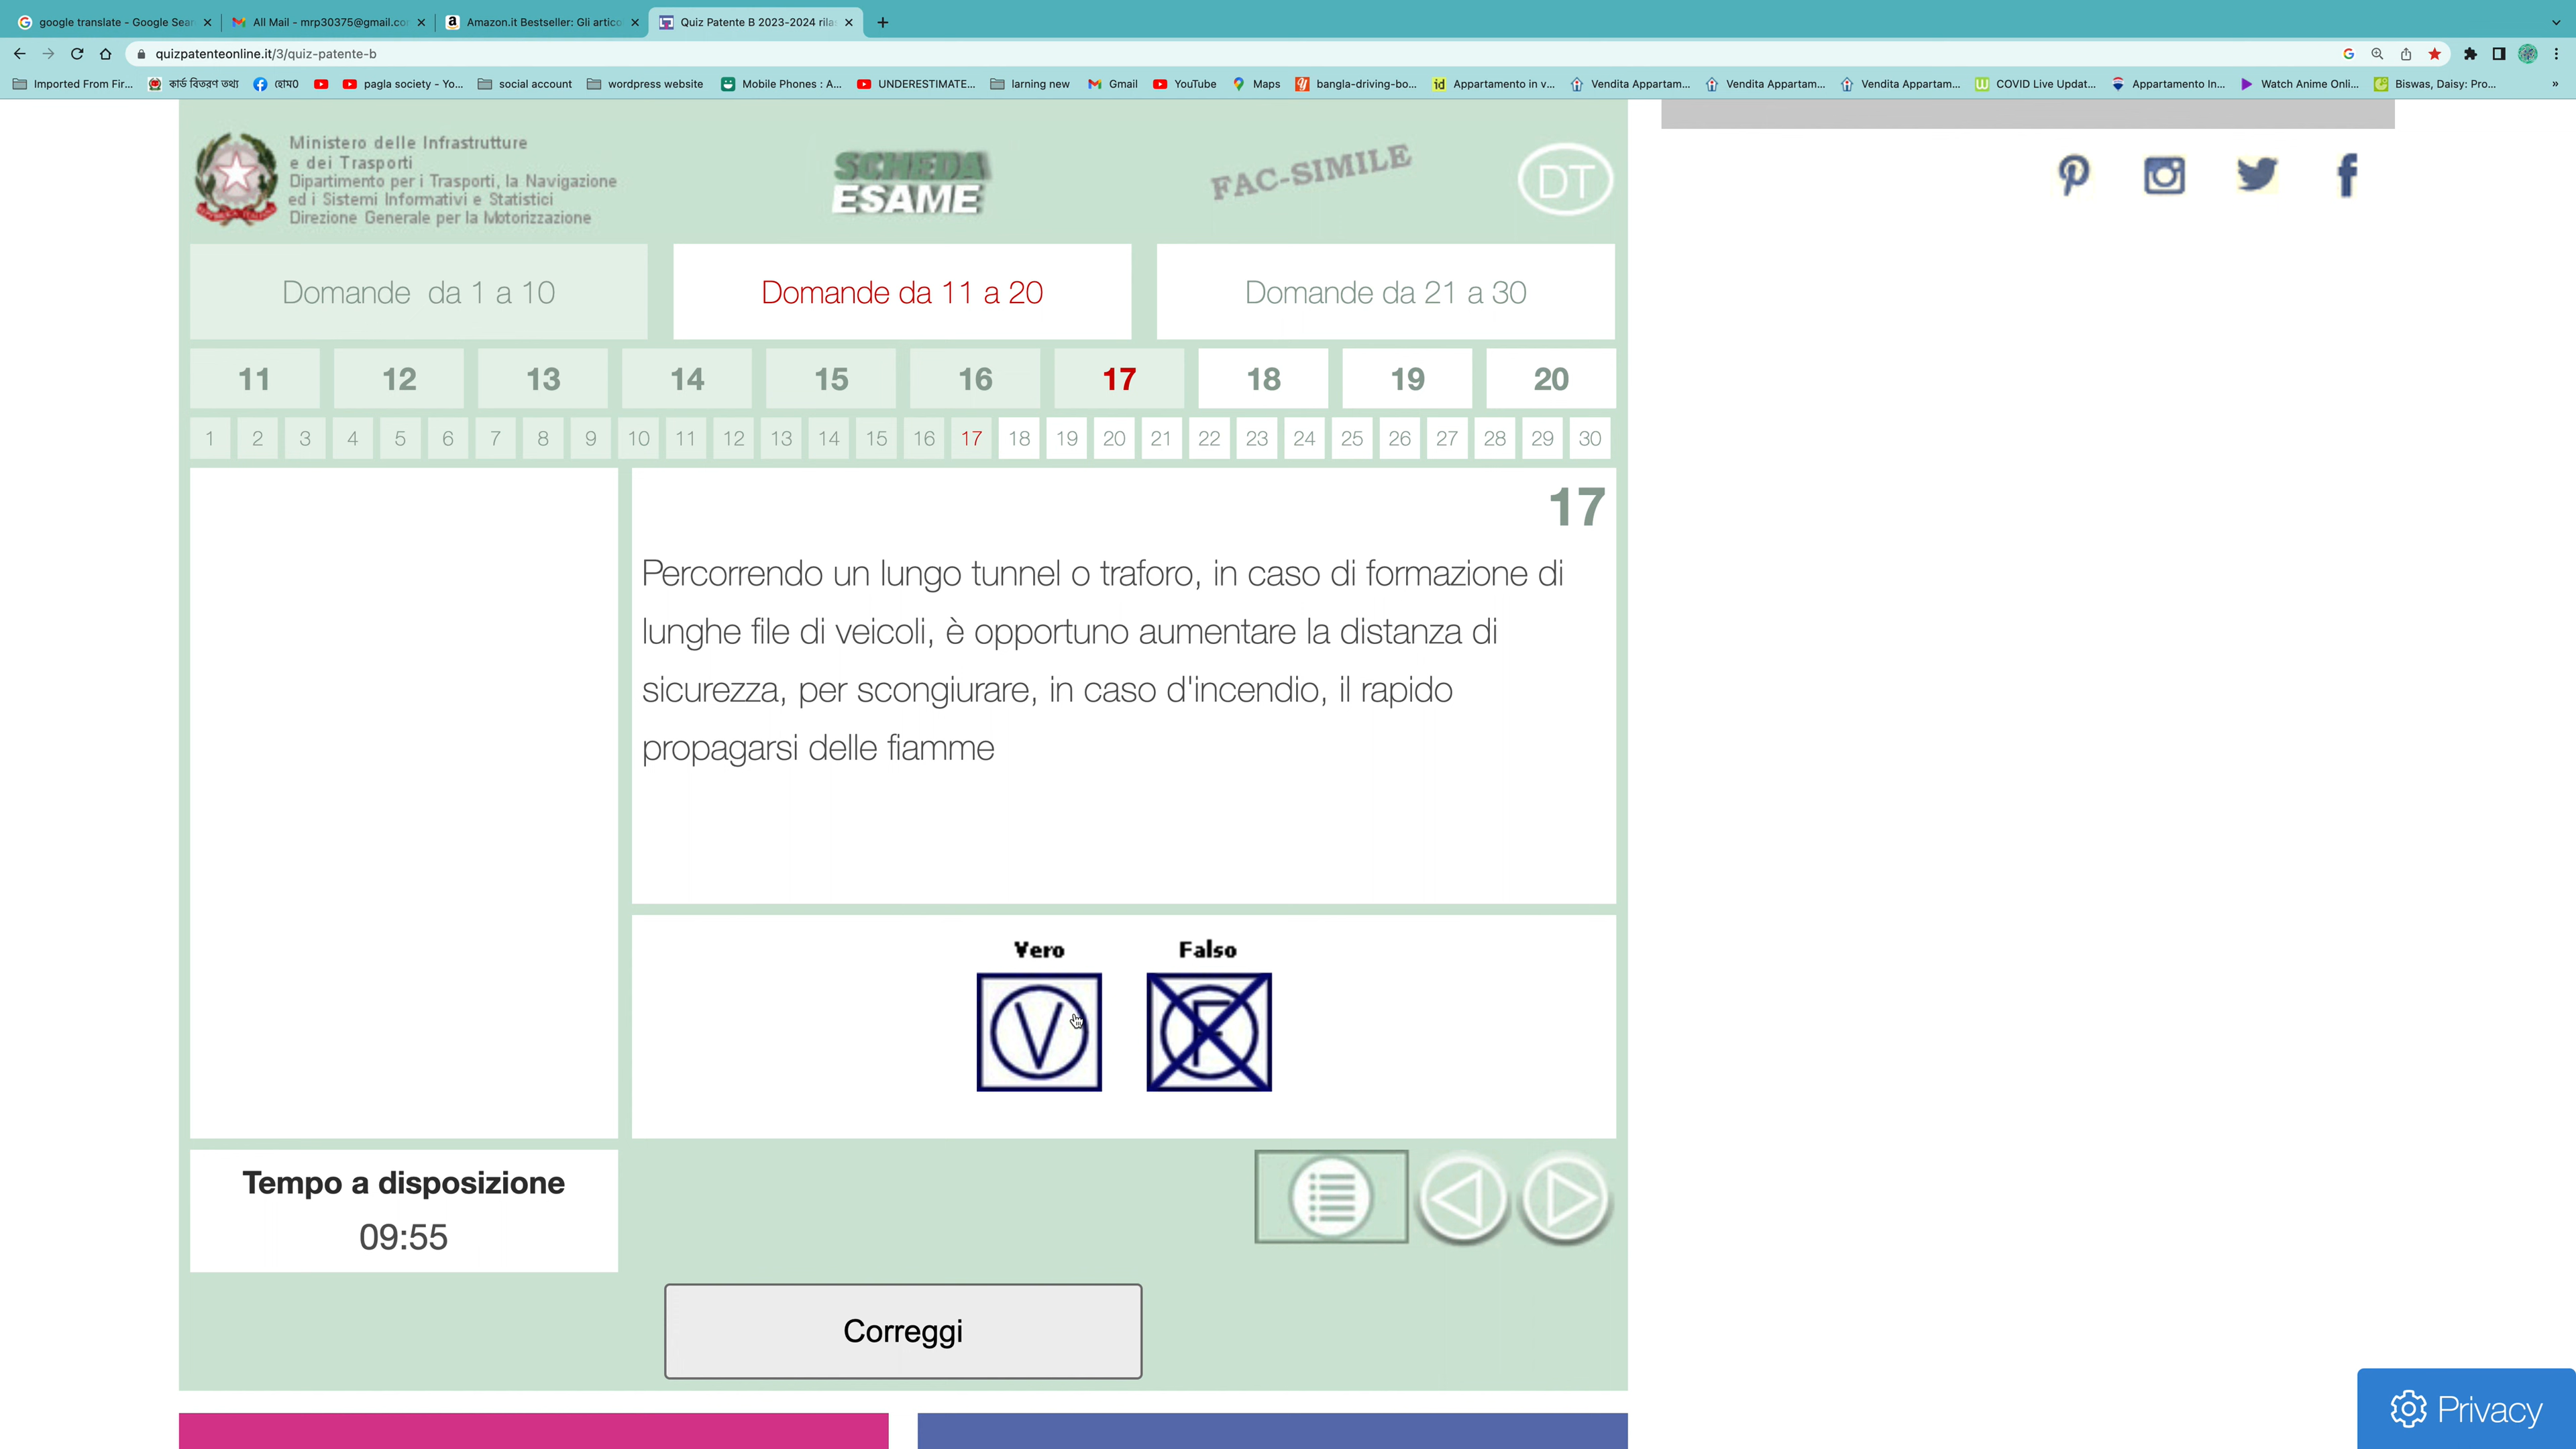 google translate - Google Sear
All Mail - mrp30375@gmail.co
Amazon.it Bestseller: Gli artico
Quiz Patente B 2023-2024 rila
quizpatenteonline.it/3/quiz-patente-b
Imported From Fir...
কার্ড বিতরণ তথ্য
হোম0
pagla society - Yo...
social account
wordpress website
Mobile Phones : A...
UNDERESTIMATE...
larning new
Gmail
YouTube
Maps
bangla-driving-bo...
Appartamento in v...
Vendita Appartam...
Vendita Appartam...
Vendita Appartam...
COVID Live Updat...
Appartamento In...
Watch Anime Onli...
Biswas, Daisy: Pro...
Ministero delle Infrastrutture
e dei Trasporti
Dipartimento per i Trasporti, la Navigazione
ed i Sistemi Informativi e Statistici
Direzione Generale per la Motorizzazione
SCHEDA
ESAME
FAC-SIMILE
DT
Domande da 1 a 10
Domande da 11 a 20
Domande da 21 a 30
11 12 13 14 15 16 17 18 19 20
1 2 3 4 5 6 7 8 9 10 11 12 13 14 15 16 17 18 19 20 21 22 23 24 25 26 27 28 29 30
17
Percorrendo un lungo tunnel o traforo, in caso di formazione di
lunghe file di veicoli, è opportuno aumentare la distanza di
sicurezza, per scongiurare, in caso d'incendio, il rapido
propagarsi delle fiamme
Vero
Falso
V
F
Tempo a disposizione
09:55
Correggi
Privacy